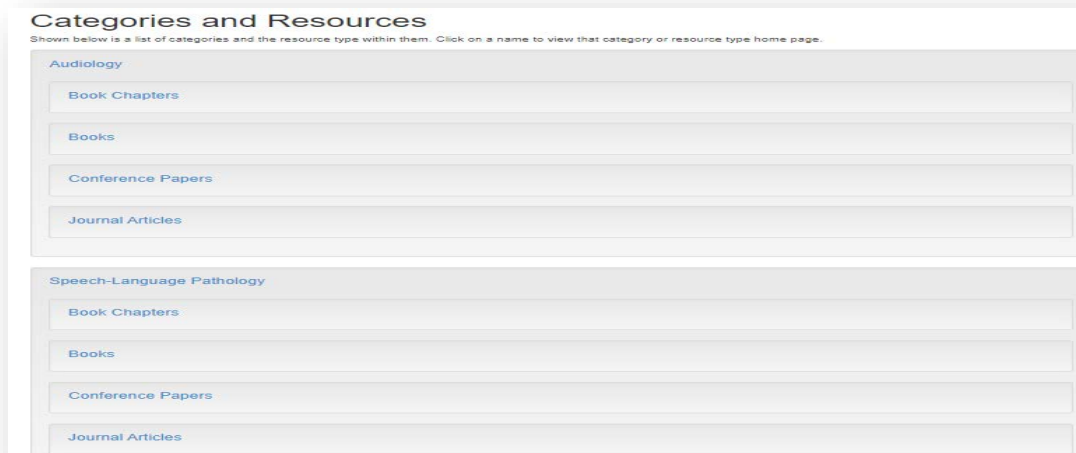 Categories and Resources
Shown below is a list of categories and the resource type within them. Click on a name to view that category or resource type home page.
Audiology
Book Chapters
Books
Conference Papers
Journal Articles
Speech-Language Pathology
Book Chapters
Books
Conference Papers
Journal Articles